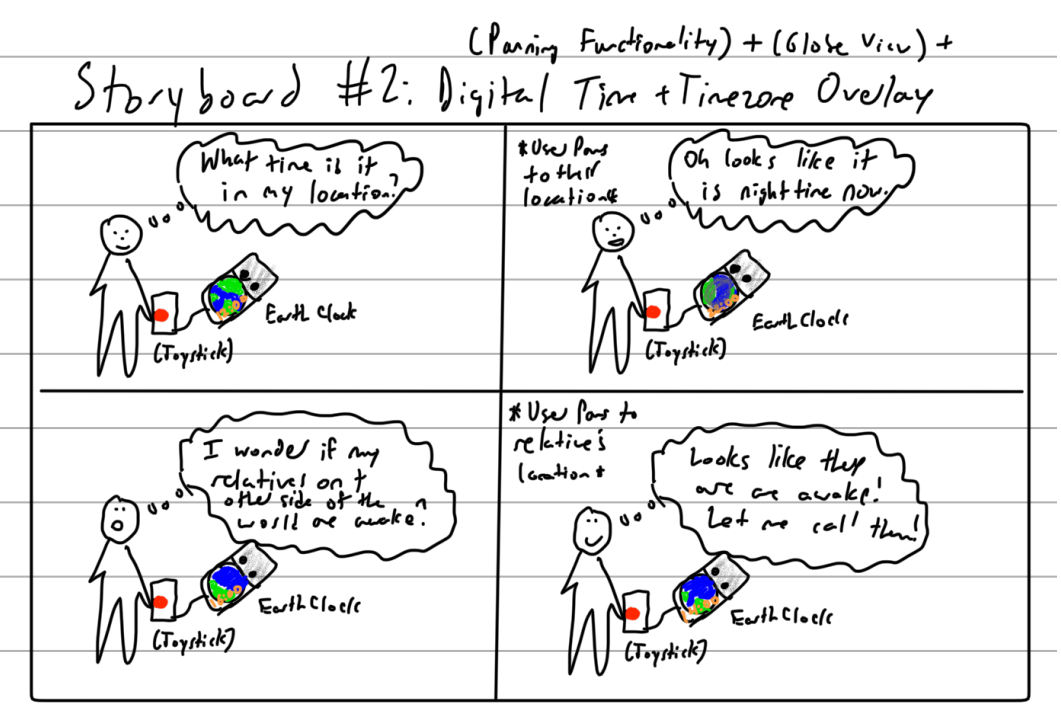 (Panning Functionality) + (Globe View) +
Storyboard #2: Digital Time + Timezone Overlay
What time is it
in my location?
Earth Clock
(Joystick)
*User Pans
to their
location*
Oh looks like it
is nighttime now.
Earth Clock
(Joystick)
I wonder if my
relatives on t
other side of the
world are awake?
Earth Clock
(Joystick)
*User Pans to
relative's
location*
Looks like they
are are awake!
Let me call them!
Earth Clock
(Joystick)